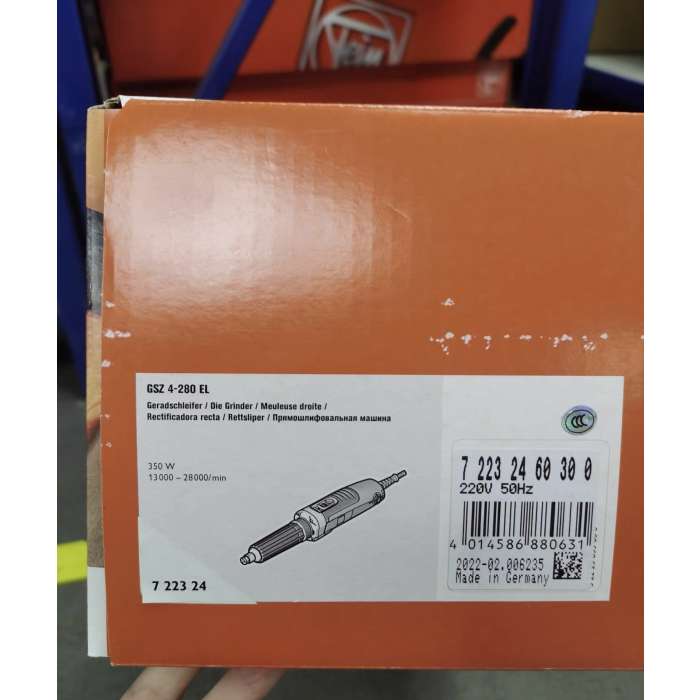 Fein
GSZ 4-280 EL
Geradschleifer / Die Grinder / Meuleuse droite /
Rectificadora recta / Rettsliper / Прямошлифовальная машина
CCC
350 W
13000 – 28000/min
7 223 24 60 30 0
220V 50Hz
4 014586 880631
2022-02.006235
Made in Germany
7 223 24